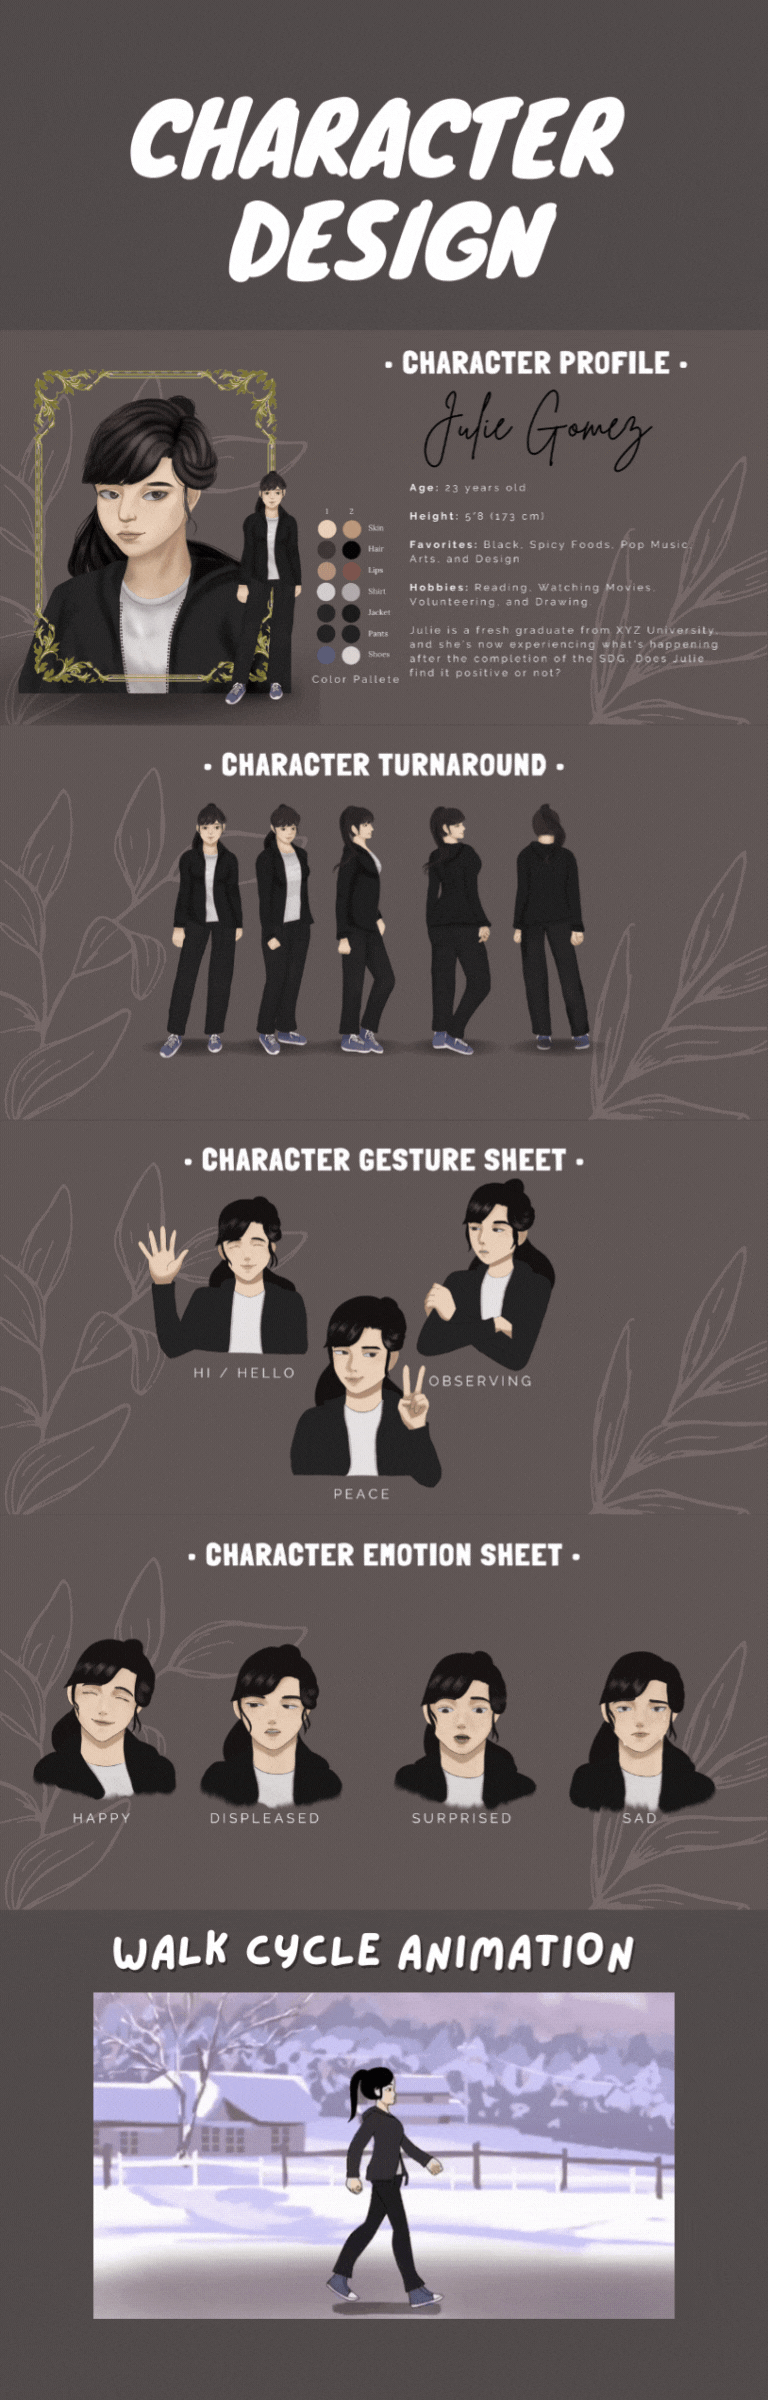 CHARACTER
DESIGN
• CHARACTER PROFILE •
Julie Gomez
Age: 23 years old
Height: 5'8 (173 cm)
Favorites: Black, Spicy Foods, Pop Music,
Arts, and Design
Hobbies: Reading, Watching Movies,
Volunteering, and Drawing
Julie is a fresh graduate from XYZ University,
and she's now experiencing what's happening
after the completion of the SDG. Does Julie
find it positive or not?
1 2
Skin
Hair
Lips
Shirt
Jacket
Pants
Shoes
Color Pallete
• CHARACTER TURNAROUND •
• CHARACTER GESTURE SHEET •
HI / HELLO
OBSERVING
PEACE
• CHARACTER EMOTION SHEET •
HAPPY DISPLEASED SURPRISED SAD
WALK CYCLE ANIMATION